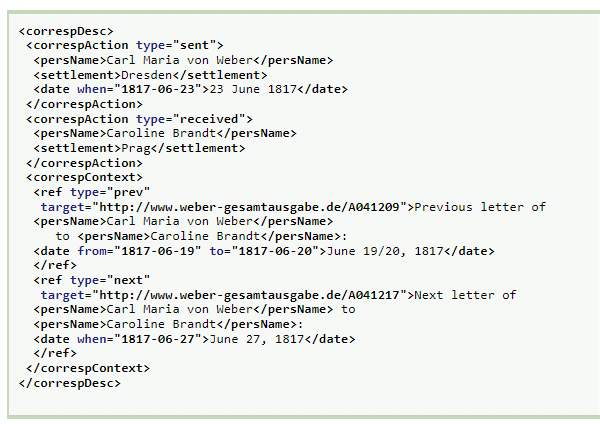 <correspDesc>
<correspAction type="sent">
<persName>Carl Maria von Weber</persName>
<settlement>Dresden</settlement>
<date when="1817-06-23">23 June 1817</date>
</correspAction>
<correspAction type="received">
<persName>Caroline Brandt</persName>
<settlement>Prag</settlement>
</correspAction>
<correspContext>
<ref type="prev"
target="http://www.weber-gesamtausgabe.de/A041209">Previous letter of
<persName>Carl Maria von Weber</persName>
to <persName>Caroline Brandt</persName>:
<date from="1817-06-19" to="1817-06-20">June 19/20, 1817</date>
</ref>
<ref type="next"
target="http://www.weber-gesamtausgabe.de/A041217">Next letter of
<persName>Carl Maria von Weber</persName> to
<persName>Caroline Brandt</persName>:
<date when="1817-06-27">June 27, 1817</date>
</ref>
</correspContext>
</correspDesc>